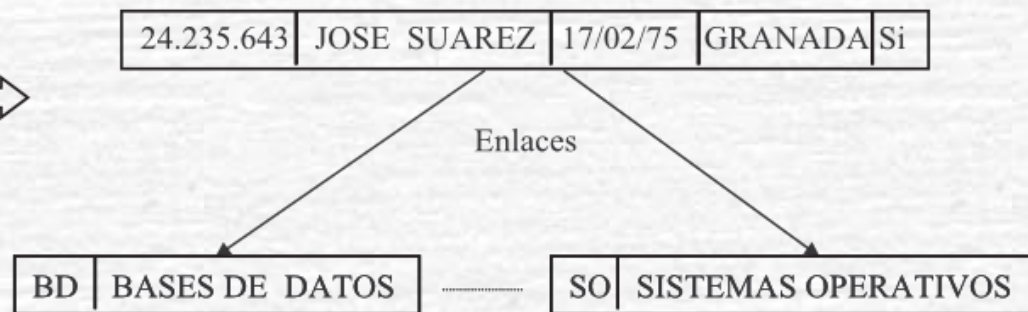 24.235.643 JOSE SUAREZ 17/02/75 GRANADA Si
Enlaces
BD BASES DE DATOS SO SISTEMAS OPERATIVOS